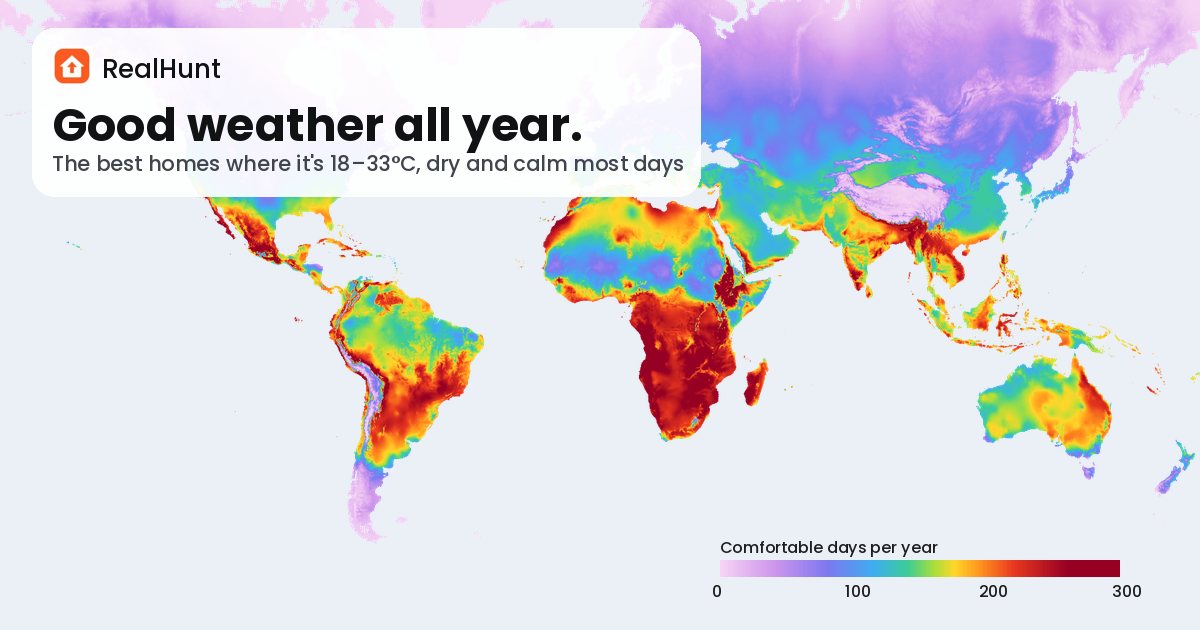 RealHunt
Good weather all year.
The best homes where it's 18–33°C, dry and calm most days
Comfortable days per year
0 100 200 300